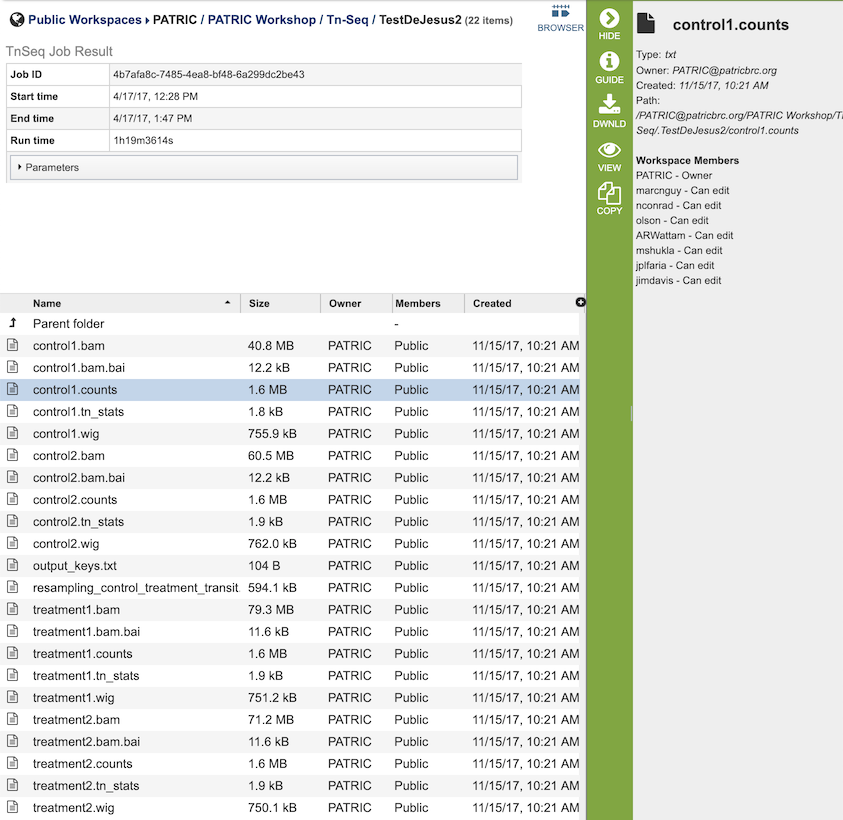 Public Workspaces PATRIC / PATRIC Workshop / Tn-Seq / TestDeJesus2 (22 items)
BROWSER
TnSeq Job Result
Job ID 4b7afa8c-7485-4ea8-bf48-6a299dc2be43
Start time 4/17/17, 12:28 PM
End time 4/17/17, 1:47 PM
Run time 1h19m3614s
Parameters
Name Size Owner Members Created
Parent folder -
control1.bam 40.8 MB PATRIC Public 11/15/17, 10:21 AM
control1.bam.bai 12.2 kB PATRIC Public 11/15/17, 10:21 AM
control1.counts 1.6 MB PATRIC Public 11/15/17, 10:21 AM
control1.tn_stats 1.8 kB PATRIC Public 11/15/17, 10:21 AM
control1.wig 755.9 kB PATRIC Public 11/15/17, 10:21 AM
control2.bam 60.5 MB PATRIC Public 11/15/17, 10:21 AM
control2.bam.bai 12.2 kB PATRIC Public 11/15/17, 10:21 AM
control2.counts 1.6 MB PATRIC Public 11/15/17, 10:21 AM
control2.tn_stats 1.9 kB PATRIC Public 11/15/17, 10:21 AM
control2.wig 762.0 kB PATRIC Public 11/15/17, 10:21 AM
output_keys.txt 104 B PATRIC Public 11/15/17, 10:21 AM
resampling_control_treatment_transit. 594.1 kB PATRIC Public 11/15/17, 10:21 AM
treatment1.bam 79.3 MB PATRIC Public 11/15/17, 10:21 AM
treatment1.bam.bai 11.6 kB PATRIC Public 11/15/17, 10:21 AM
treatment1.counts 1.6 MB PATRIC Public 11/15/17, 10:21 AM
treatment1.tn_stats 1.9 kB PATRIC Public 11/15/17, 10:21 AM
treatment1.wig 751.2 kB PATRIC Public 11/15/17, 10:21 AM
treatment2.bam 71.2 MB PATRIC Public 11/15/17, 10:21 AM
treatment2.bam.bai 11.6 kB PATRIC Public 11/15/17, 10:21 AM
treatment2.counts 1.6 MB PATRIC Public 11/15/17, 10:21 AM
treatment2.tn_stats 1.9 kB PATRIC Public 11/15/17, 10:21 AM
treatment2.wig 750.1 kB PATRIC Public 11/15/17, 10:21 AM
HIDE
GUIDE
DWNLD
VIEW
COPY
control1.counts
Type: txt
Owner: PATRIC@patricbrc.org
Created: 11/15/17, 10:21 AM
Path:
/PATRIC@patricbrc.org/PATRIC Workshop/T
Seq/.TestDeJesus2/control1.counts
Workspace Members
PATRIC - Owner
marcnguy - Can edit
nconrad - Can edit
olson - Can edit
ARWattam - Can edit
mshukla - Can edit
jplfaria - Can edit
jimdavis - Can edit